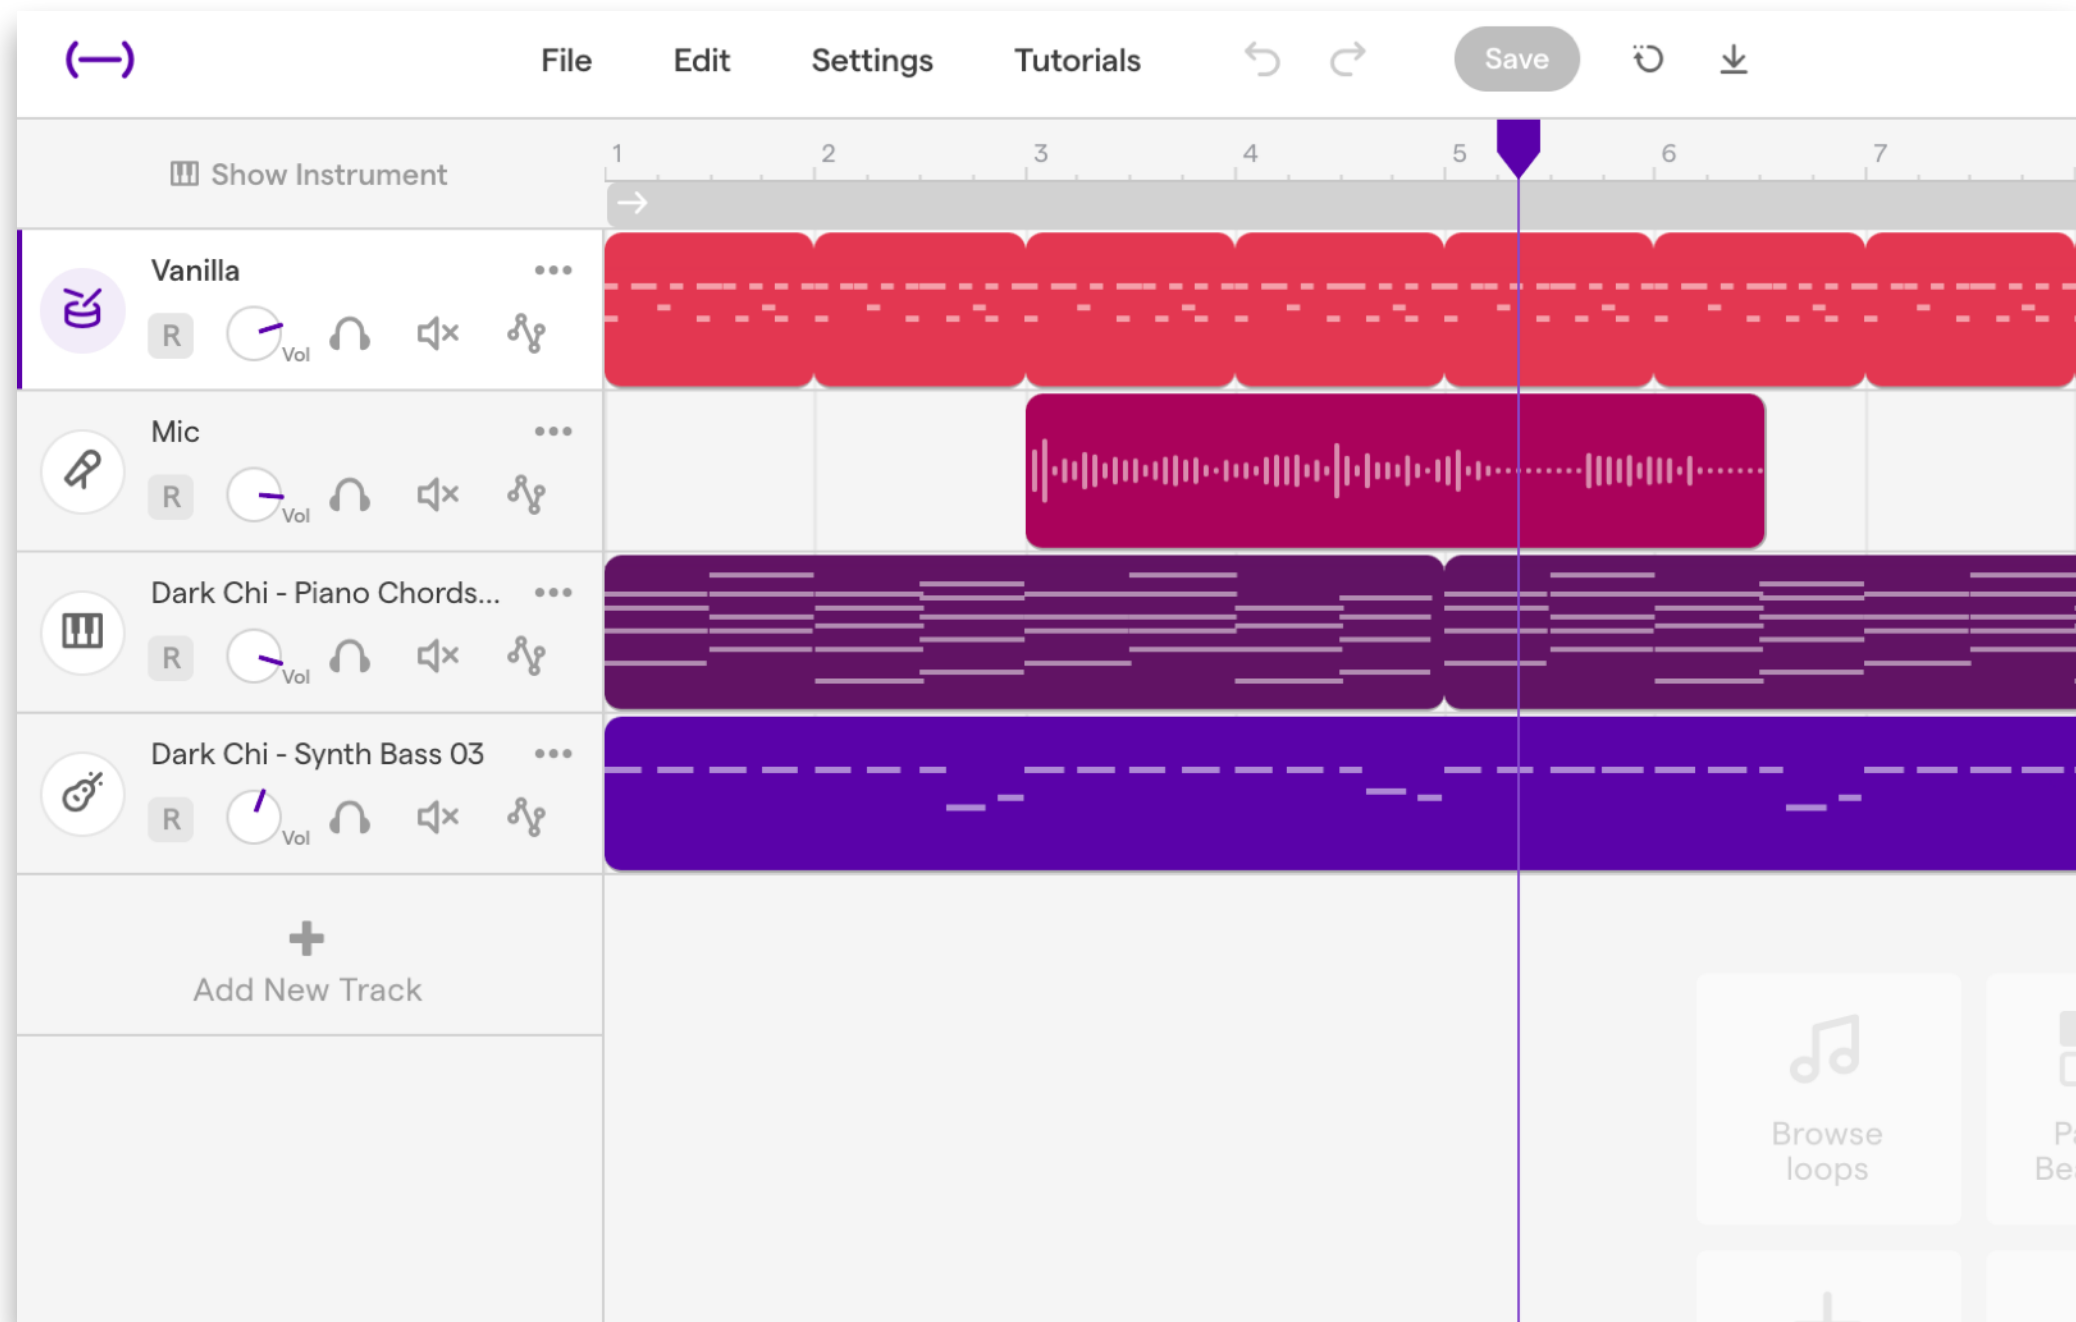 File Edit Settings Tutorials Save
Show Instrument
1 2 3 4 5 6 7
Vanilla
R Vol
Mic
R Vol
Dark Chi - Piano Chords...
R Vol
Dark Chi - Synth Bass 03
R Vol
Add New Track
Browse
loops